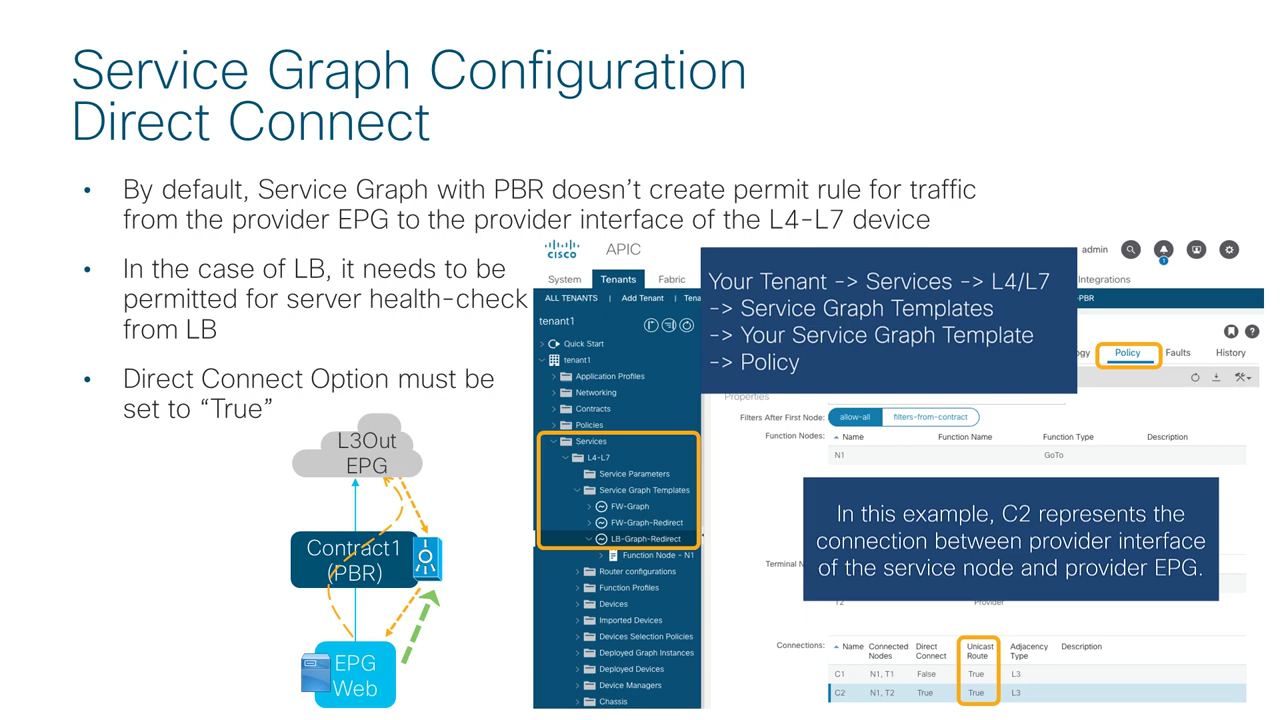 Service Graph Configuration
Direct Connect
• By default, Service Graph with PBR doesn't create permit rule for traffic
from the provider EPG to the provider interface of the L4-L7 device
• In the case of LB, it needs to be
permitted for server health-check
from LB
• Direct Connect Option must be
set to “True”
L3Out
EPG
Contract1
(PBR)
EPG
Web
CISCO APIC
admin
System Tenants Fabric
Integrations
ALL TENANTS | Add Tenant |
-PBR
Your Tenant -> Services -> L4/L7
-> Service Graph Templates
-> Your Service Graph Template
-> Policy
tenant1
Quick Start
tenant1
Application Profiles
Networking
Contracts
Policies
Services
L4-L7
Service Parameters
Service Graph Templates
FW-Graph
FW-Graph-Redirect
LB-Graph-Redirect
Function Node - N1
Router configurations
Function Profiles
Devices
Imported Devices
Devices Selection Policies
Deployed Graph Instances
Deployed Devices
Device Managers
Chassis
Policy Faults History
Properties
Filters After First Node: allow-all filters-from-contract
Function Nodes: Name Function Name Function Type Description
N1 GoTo
In this example, C2 represents the
connection between provider interface
of the service node and provider EPG.
Terminal
T2 Provider
Connections: Name Connected Nodes Direct Connect Unicast Route Adjacency Type Description
C1 N1, T1 False True L3
C2 N1, T2 True True L3